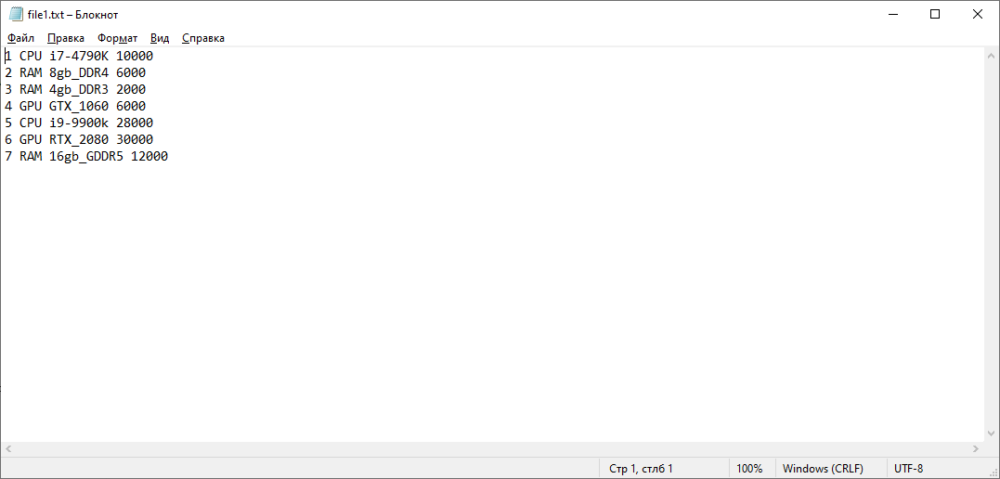 file1.txt – Блокнот
Файл Правка Формат Вид Справка
1 CPU i7-4790K 10000
2 RAM 8gb_DDR4 6000
3 RAM 4gb_DDR3 2000
4 GPU GTX_1060 6000
5 CPU i9-9900k 28000
6 GPU RTX_2080 30000
7 RAM 16gb_GDDR5 12000
Стр 1, стлб 1 100% Windows (CRLF) UTF-8